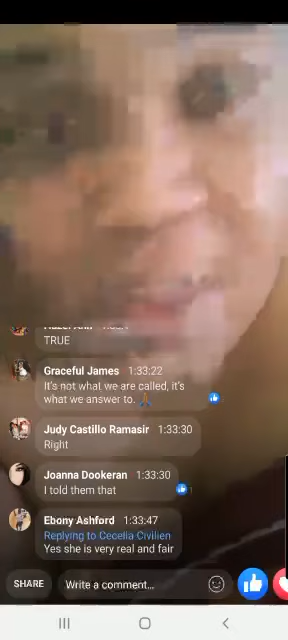 TRUE
Graceful James 1:33:22
It's not what we are called, it's
what we answer to. 🙏
Judy Castillo Ramasir 1:33:30
Right
Joanna Dookeran 1:33:30
I told them that
1
Ebony Ashford 1:33:47
Replying to Cecelia Civilien
Yes she is very real and fair
SHARE Write a comment...